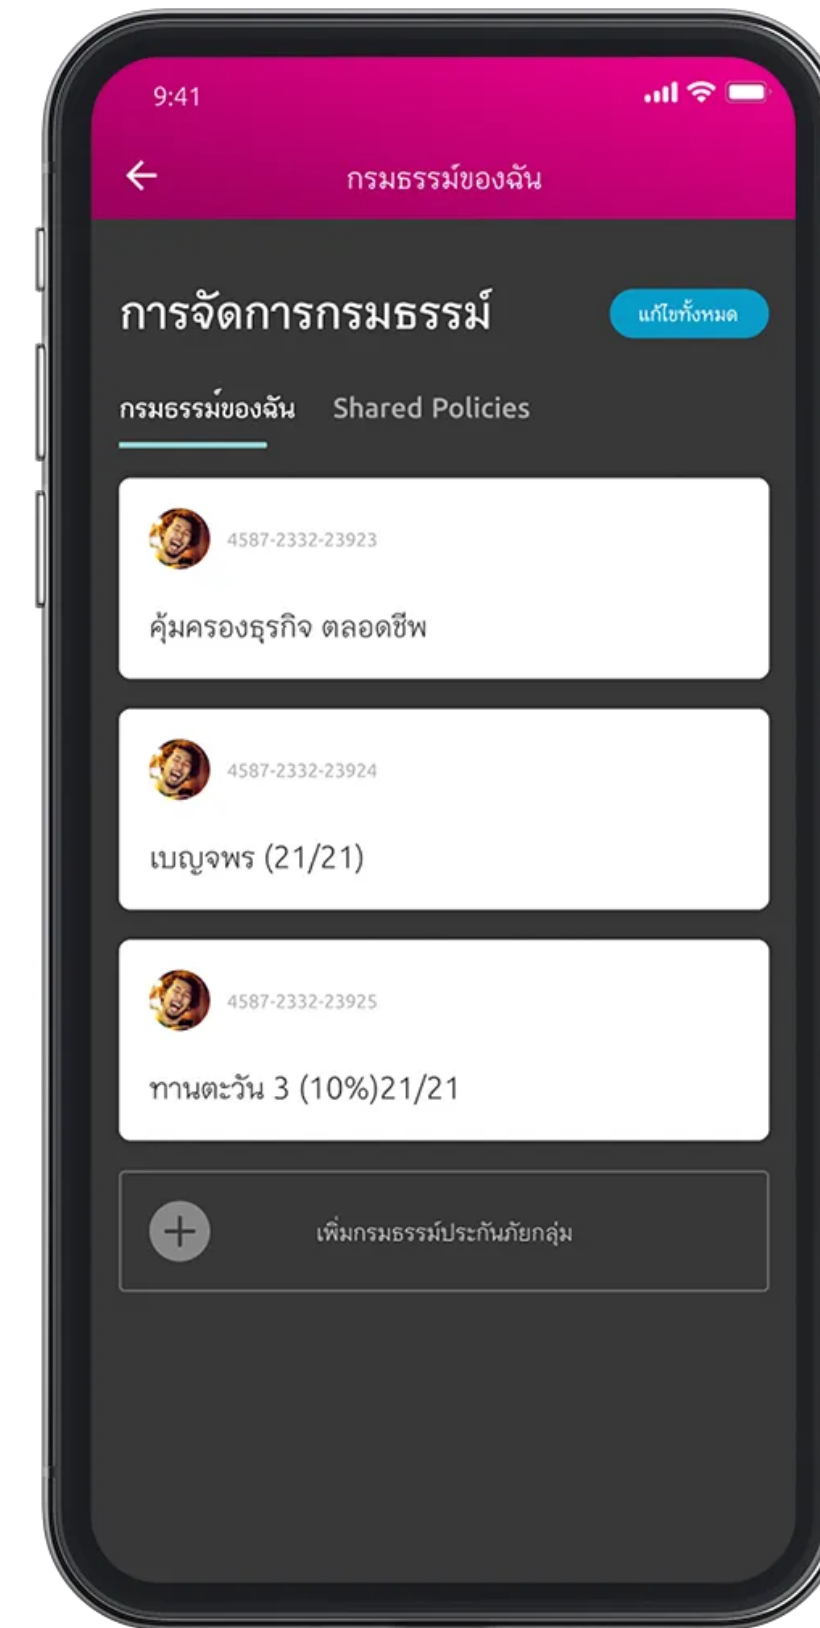 9:41
กรมธรรม์ของฉัน
การจัดการกรมธรรม์
แก้ไขทั้งหมด
กรมธรรม์ของฉัน Shared Policies
4587-2332-23923
คุ้มครองธุรกิจ ตลอดชีพ
4587-2332-23924
เบญจพร (21/21)
4587-2332-23925
ทานตะวัน 3 (10%)21/21
เพิ่มกรมธรรม์ประกันภัยกลุ่ม